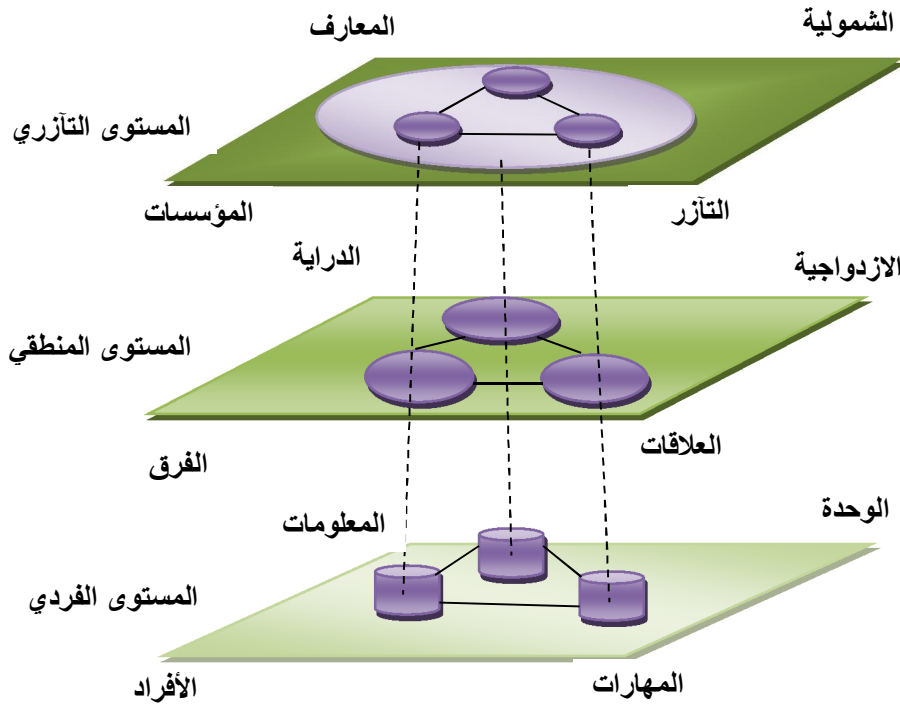 الشمولية
المعارف
المستوى التآزري
التآزر
المؤسسات
الازدواجية
الدراية
المستوى المنطقي
العلاقات
الفرق
الوحدة
المعلومات
المستوى الفردي
المهارات
الأفراد